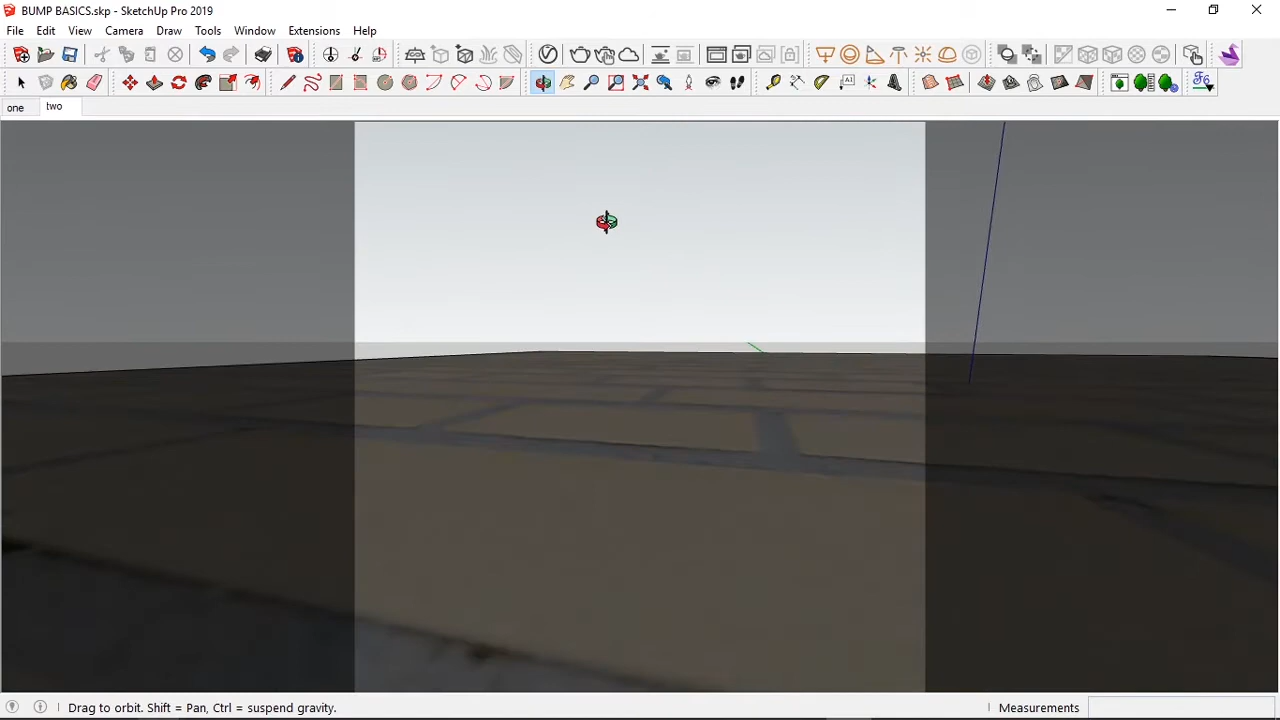 BUMP BASICS.skp - SketchUp Pro 2019
File Edit View Camera Draw Tools Window Extensions Help
one two
Drag to orbit. Shift = Pan, Ctrl = suspend gravity.
Measurements